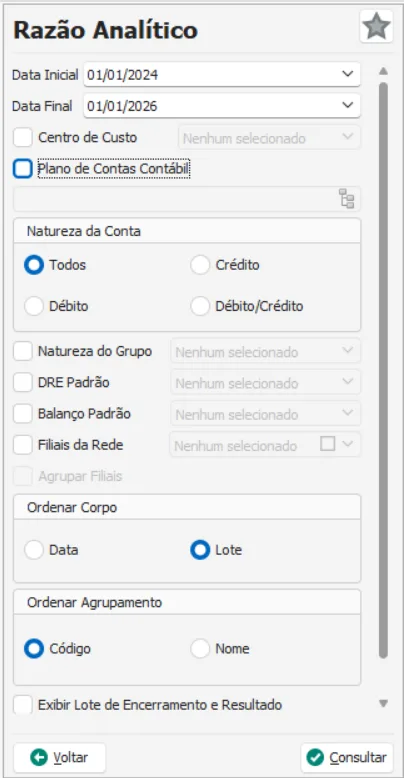 Razão Analítico
Data Inicial 01/01/2024
Data Final 01/01/2026
Centro de Custo Nenhum selecionado
Plano de Contas Contábil
Natureza da Conta
Todos Crédito
Débito Débito/Crédito
Natureza do Grupo Nenhum selecionado
DRE Padrão Nenhum selecionado
Balanço Padrão Nenhum selecionado
Filiais da Rede Nenhum selecionado
Agrupar Filiais
Ordenar Corpo
Data Lote
Ordenar Agrupamento
Código Nome
Exibir Lote de Encerramento e Resultado
Voltar Consultar